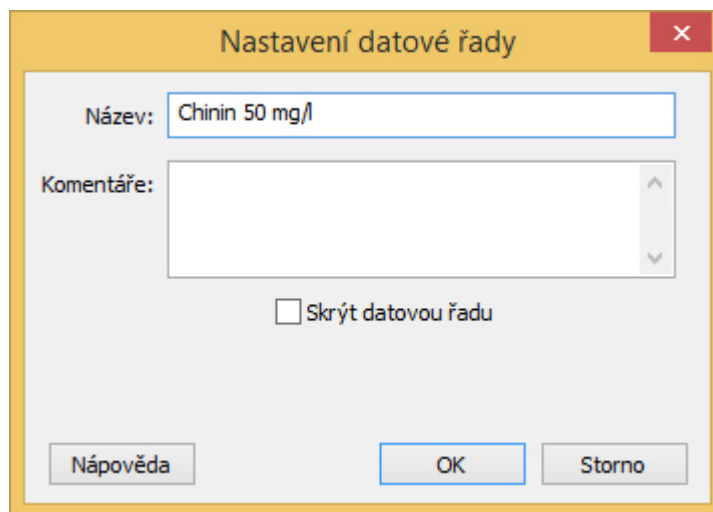 Nastavení datové řady
Název: Chinin 50 mg/l
Komentáře:
Skrýt datovou řadu
Nápověda OK Storno